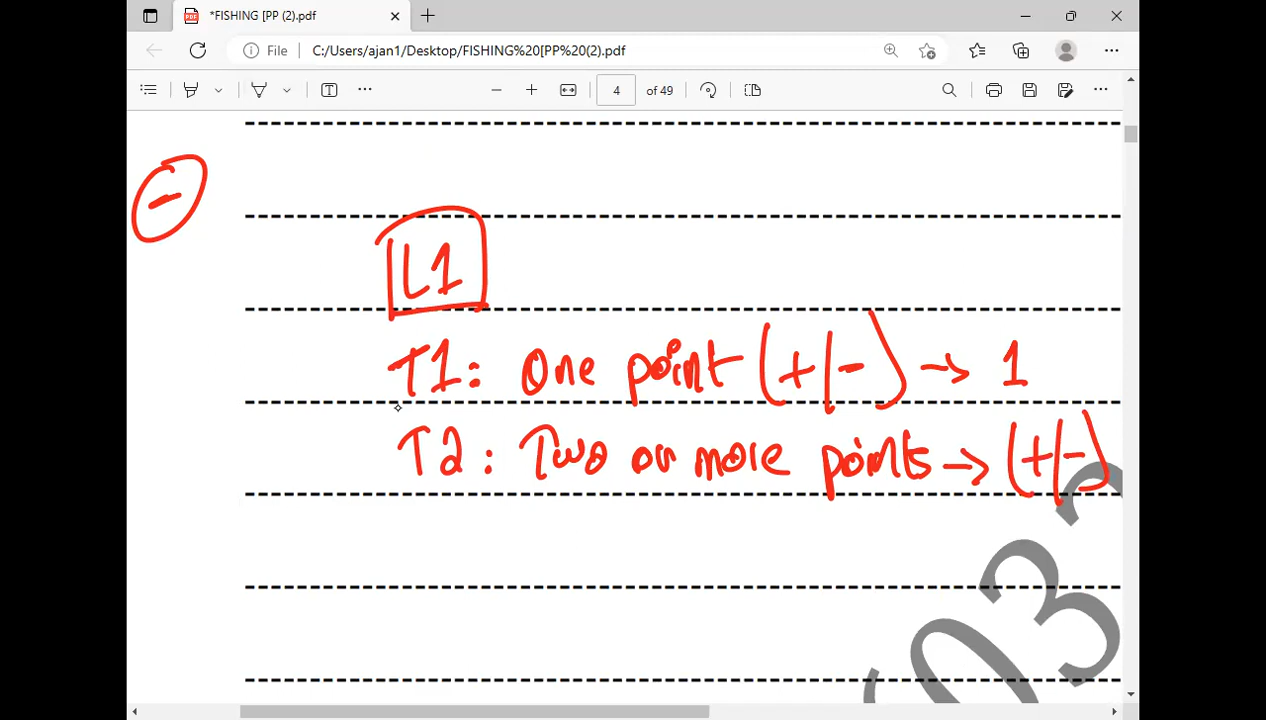 *FISHING [PP (2).pdf
File C:/Users/ajan1/Desktop/FISHING%20[PP%20(2).pdf
4 of 49
−
L1
T1: One point (+|−) → 1
T2: Two or more points → (+|−)
03